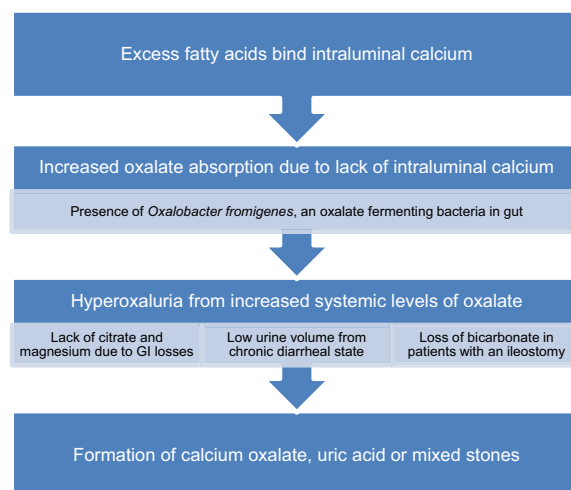 Excess fatty acids bind intraluminal calcium
Increased oxalate absorption due to lack of intraluminal calcium
Presence of Oxalobacter fromigenes, an oxalate fermenting bacteria in gut
Hyperoxaluria from increased systemic levels of oxalate
Lack of citrate and
magnesium due to GI losses
Low urine volume from
chronic diarrheal state
Loss of bicarbonate in
patients with an ileostomy
Formation of calcium oxalate, uric acid or mixed stones